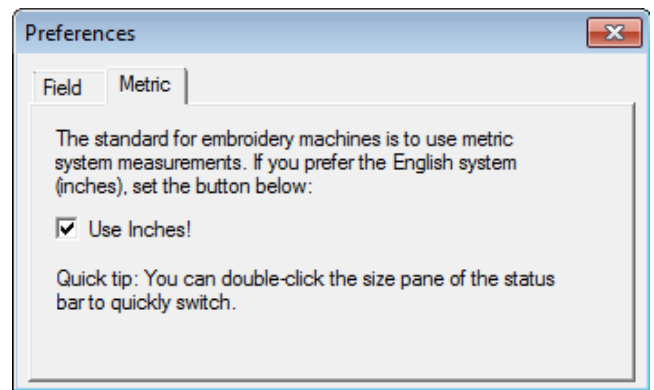 Preferences
Field
Metric
The standard for embroidery machines is to use metric
system measurements. If you prefer the English system
(inches), set the button below:
Use Inches!
Quick tip: You can double-click the size pane of the status
bar to quickly switch.